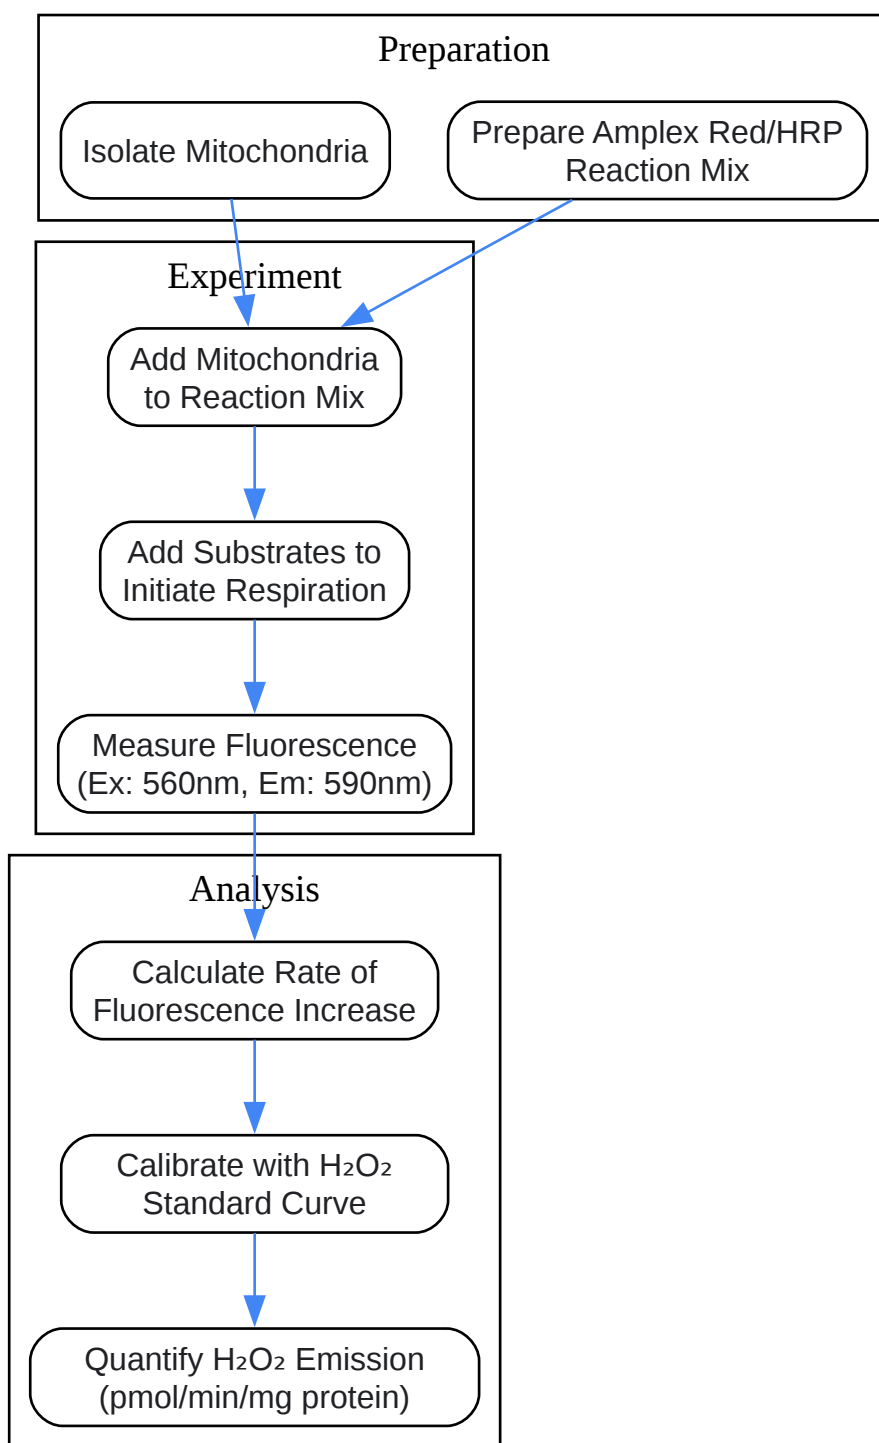 Preparation
Isolate Mitochondria
Prepare Amplex Red/HRP
Reaction Mix
Experiment
Add Mitochondria
to Reaction Mix
Add Substrates to
Initiate Respiration
Measure Fluorescence
(Ex: 560nm, Em: 590nm)
Analysis
Calculate Rate of
Fluorescence Increase
Calibrate with H₂O₂
Standard Curve
Quantify H₂O₂ Emission
(pmol/min/mg protein)